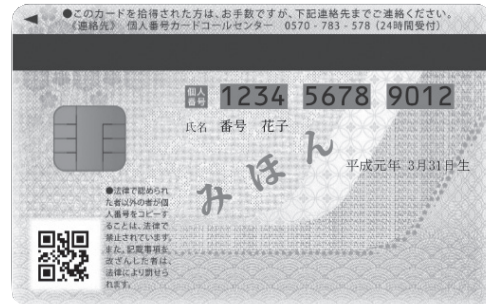 ●このカードを拾得された方は、お手数ですが、下記連絡先までご連絡ください。
《連絡先》 個人番号カードコールセンター 0570-783-578（24時間受付）
個人番号 1234 5678 9012
氏名 番号 花子
平成元年 3月31日生
みほん
●法律で認められ
た者以外の者が個
人番号をコピーす
ることは、法律で
禁止されています。
また、記載事項を
改ざんした者は、
法律により罰せら
れます。